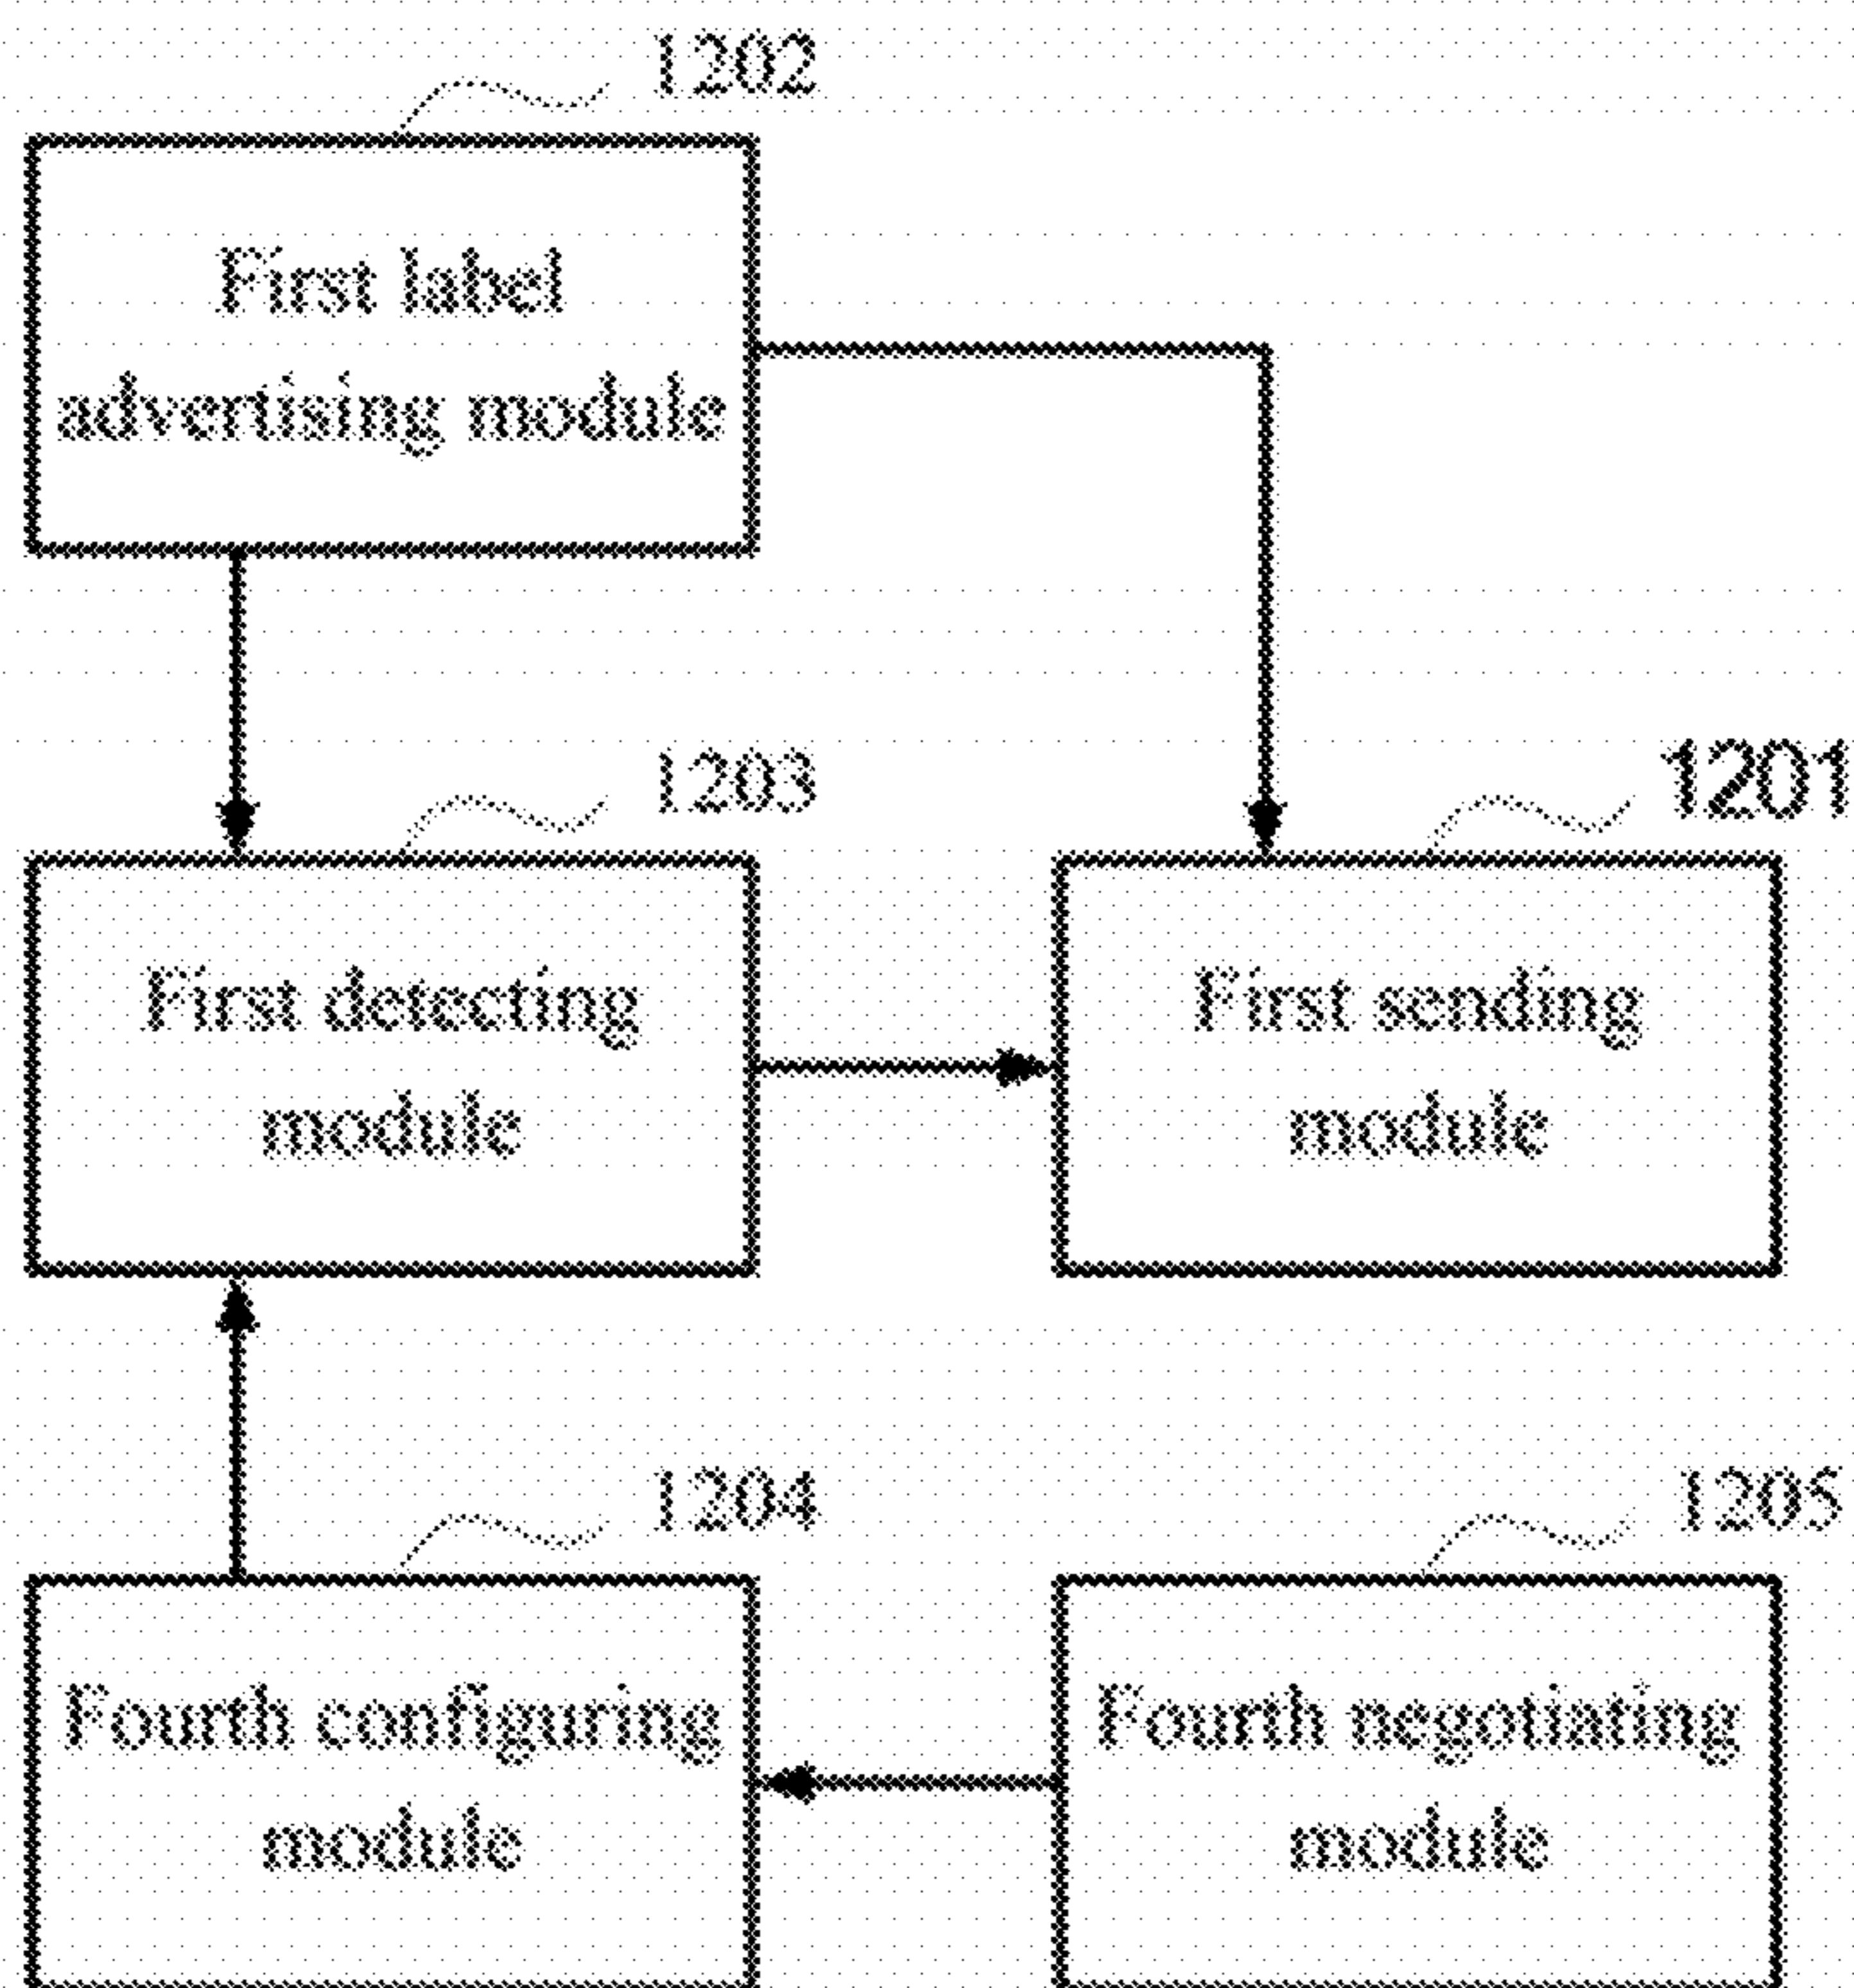 1202
First label
advertising module
1203
1201
First detecting
module
First sending
module
1204
1205
Fourth configuring
module
Fourth negotiating
module